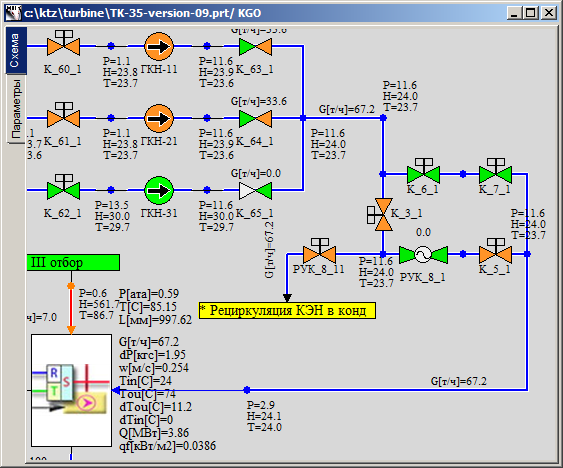 c:\ktz\turbine\TK-35-version-09.prt/ KGO
Схема
Параметры
G[т/ч]=33.6
K_60_1
P=1.1
H=23.8
T=23.7
ГКН-11
P=11.6
H=23.9
T=23.6
K_63_1
G[т/ч]=33.6
K_61_1
P=1.1
H=23.8
T=23.7
ГКН-21
P=11.6
H=24.0
T=23.7
K_64_1
P=11.6
H=24.0
T=23.7
G[т/ч]=67.2
P=11.6
H=24.0
T=23.7
G[т/ч]=0.0
K_62_1
P=13.5
H=30.0
T=29.7
ГКН-31
P=11.6
H=30.0
T=29.7
K_65_1
K_6_1
K_7_1
K_3_1
P=11.6
H=24.0
T=23.7
G[т/ч]=67.2
0.0
РУК_8_11
P=11.6
H=24.0
T=23.7
РУК_8_1
K_5_1
III отбор
* Рециркуляция КЭН в конд
P=0.6
H=561.7
T=86.7
ч]=7.0
P[ата]=0.59
T[C]=85.15
L[мм]=997.62
G[т/ч]=67.2
dP[кгс]=1.95
w[м/с]=0.254
Tin[C]=24
Tou[C]=74
dTou[C]=11.2
dTin[C]=0
Q[МВт]=3.86
qf[кВт/м2]=0.0386
R
T
S
G[т/ч]=67.2
P=2.9
H=24.1
T=24.0